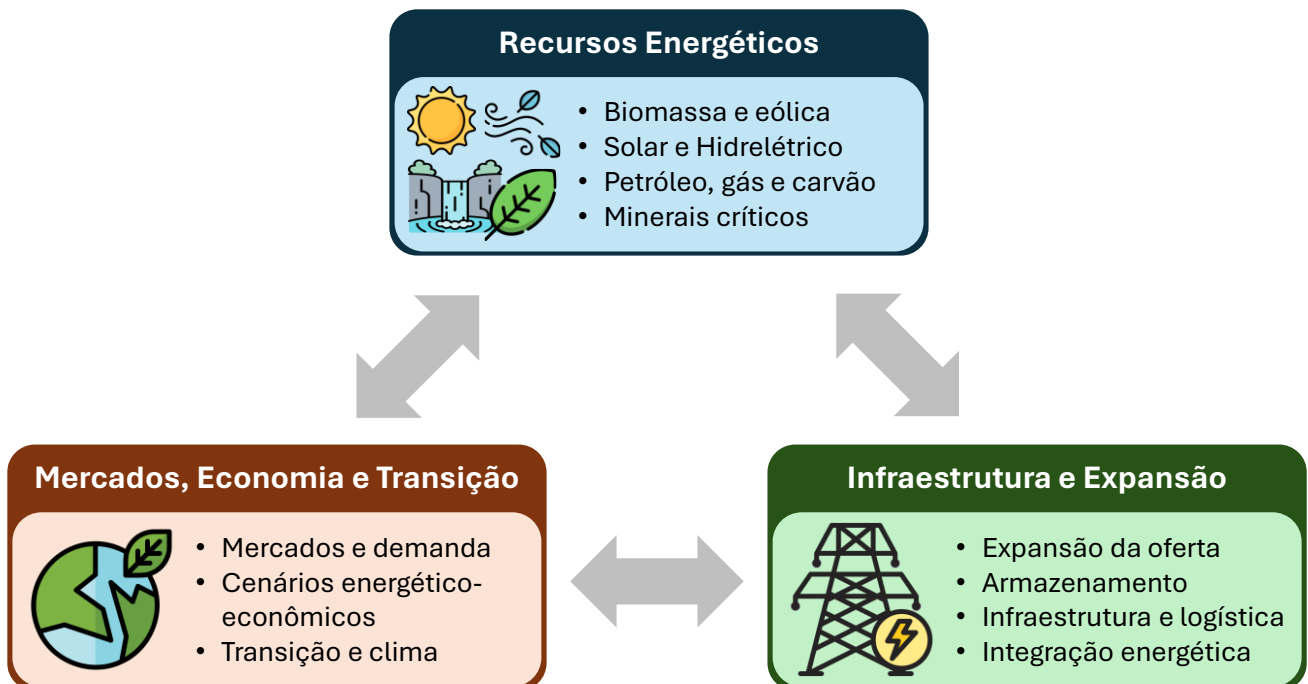 Recursos Energéticos
• Biomassa e eólica
• Solar e Hidrelétrico
• Petróleo, gás e carvão
• Minerais críticos
Mercados, Economia e Transição
• Mercados e demanda
• Cenários energético-
econômicos
• Transição e clima
Infraestrutura e Expansão
• Expansão da oferta
• Armazenamento
• Infraestrutura e logística
• Integração energética